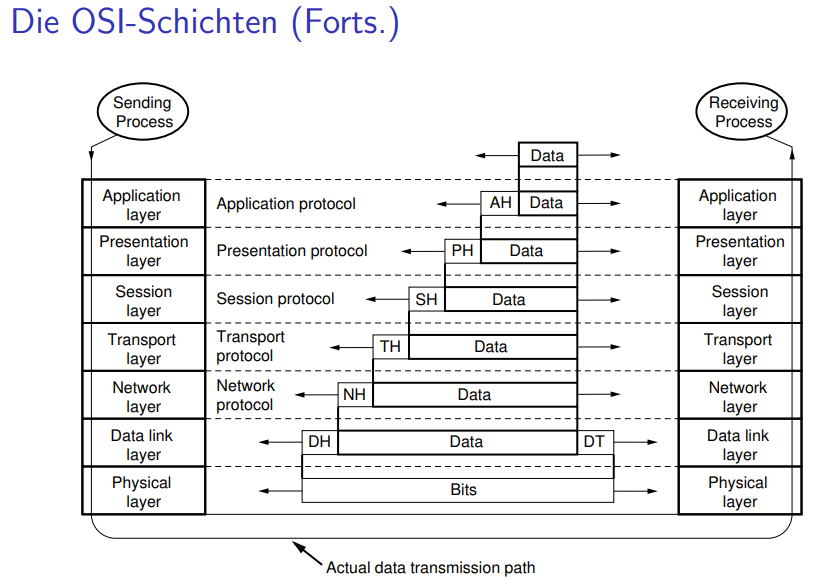 Die OSI-Schichten (Forts.)
Sending
Process
Receiving
Process
Data
Application
layer
Application protocol
AH
Data
Application
layer
Presentation
layer
Presentation protocol
PH
Data
Presentation
layer
Session
layer
Session protocol
SH
Data
Session
layer
Transport
layer
Transport
protocol
TH
Data
Transport
layer
Network
layer
Network
protocol
NH
Data
Network
layer
Data link
layer
DH
Data
DT
Data link
layer
Physical
layer
Bits
Physical
layer
Actual data transmission path